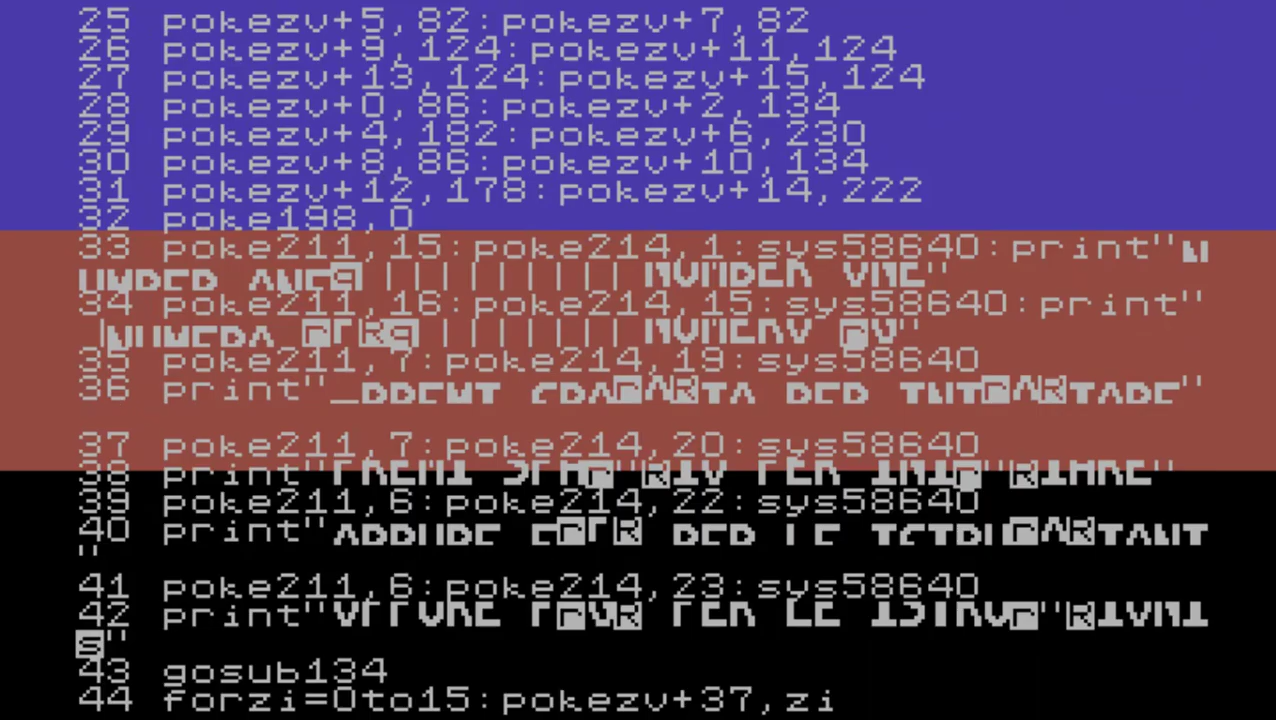 25 pokezv+5,82:pokezv+7,82
26 pokezv+9,124:pokezv+11,124
27 pokezv+13,124:pokezv+15,124
28 pokezv+0,86:pokezv+2,134
29 pokezv+4,182:pokezv+6,230
30 pokezv+8,86:pokezv+10,134
31 pokezv+12,178:pokezv+14,222
32 poke198,0
33 poke211,15:poke214,1:sys58640:print"
34 poke211,16:poke214,15:sys58640:print"
35 poke211,7:poke214,19:sys58640
36 print"
37 poke211,7:poke214,20:sys58640
38 print"
39 poke211,6:poke214,22:sys58640
40 print"
"
41 poke211,6:poke214,23:sys58640
42 print"
s"
43 gosub134
44 forzi=0to15:pokezv+37,zi